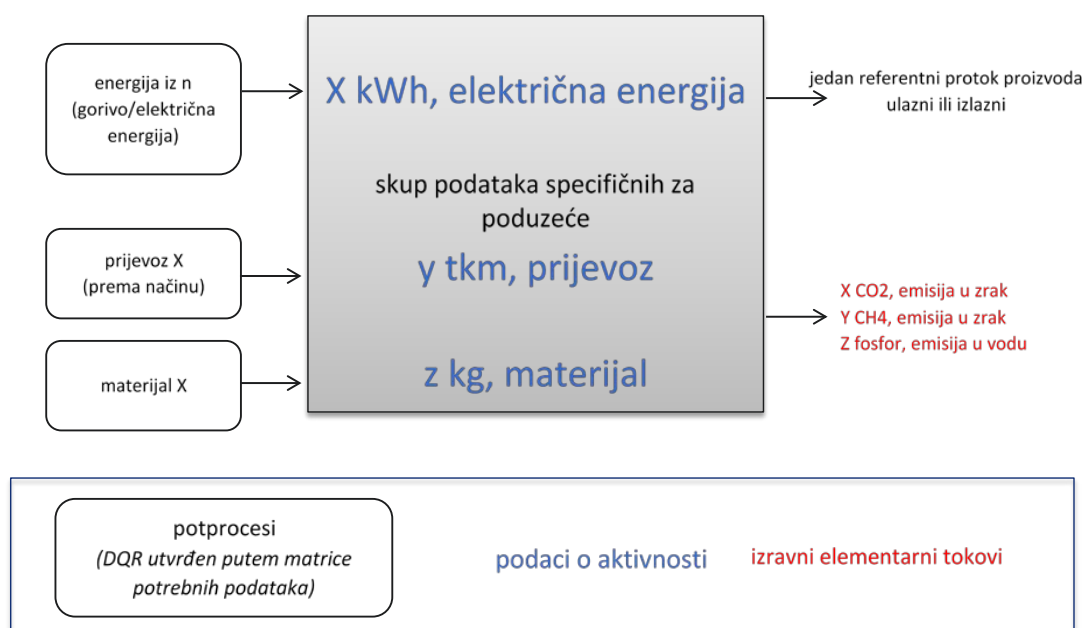 energija iz n
(gorivo/električna
energija)
X kWh, električna energija
jedan referentni protok proizvoda
ulazni ili izlazni
skup podataka specifičnih za
poduzeće
prijevoz X
(prema načinu)
y tkm, prijevoz
X CO2, emisija u zrak
Y CH4, emisija u zrak
Z fosfor, emisija u vodu
materijal X
z kg, materijal
potprocesi
(DQR utvrđen putem matrice
potrebnih podataka)
podaci o aktivnosti
izravni elementarni tokovi